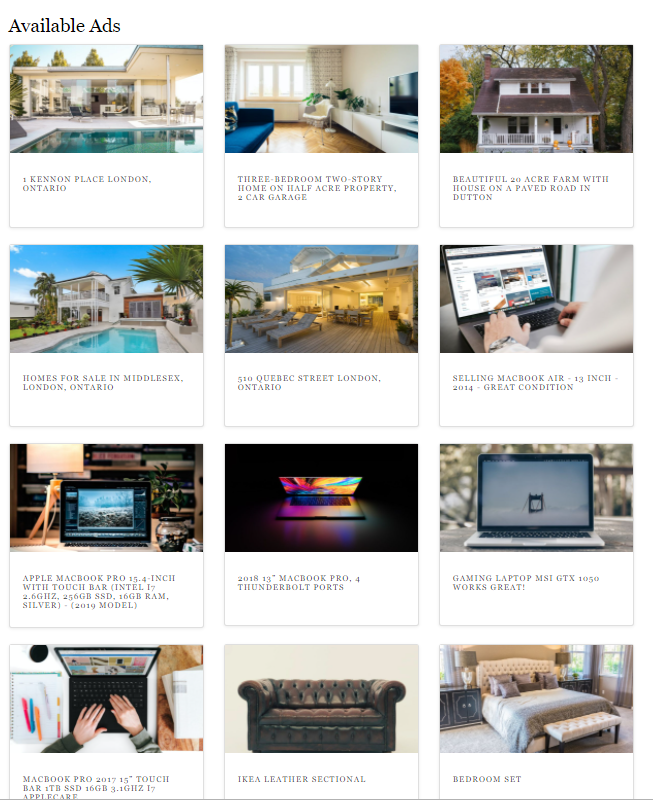 Available Ads
1 KENNON PLACE LONDON,
ONTARIO
THREE-BEDROOM TWO-STORY
HOME ON HALF ACRE PROPERTY,
2 CAR GARAGE
BEAUTIFUL 20 ACRE FARM WITH
HOUSE ON A PAVED ROAD IN
DUTTON
HOMES FOR SALE IN MIDDLESEX,
LONDON, ONTARIO
510 QUEBEC STREET LONDON,
ONTARIO
SELLING MACBOOK AIR - 13 INCH -
2014 - GREAT CONDITION
APPLE MACBOOK PRO 15.4-INCH
WITH TOUCH BAR (INTEL I7
2.6GHZ, 256GB SSD, 16GB RAM,
SILVER) - (2019 MODEL)
2018 13” MACBOOK PRO, 4
THUNDERBOLT PORTS
GAMING LAPTOP MSI GTX 1050
WORKS GREAT!
MACBOOK PRO 2017 15” TOUCH
BAR 1TB SSD 16GB 3.1GHZ I7
APPLECARE
IKEA LEATHER SECTIONAL
BEDROOM SET